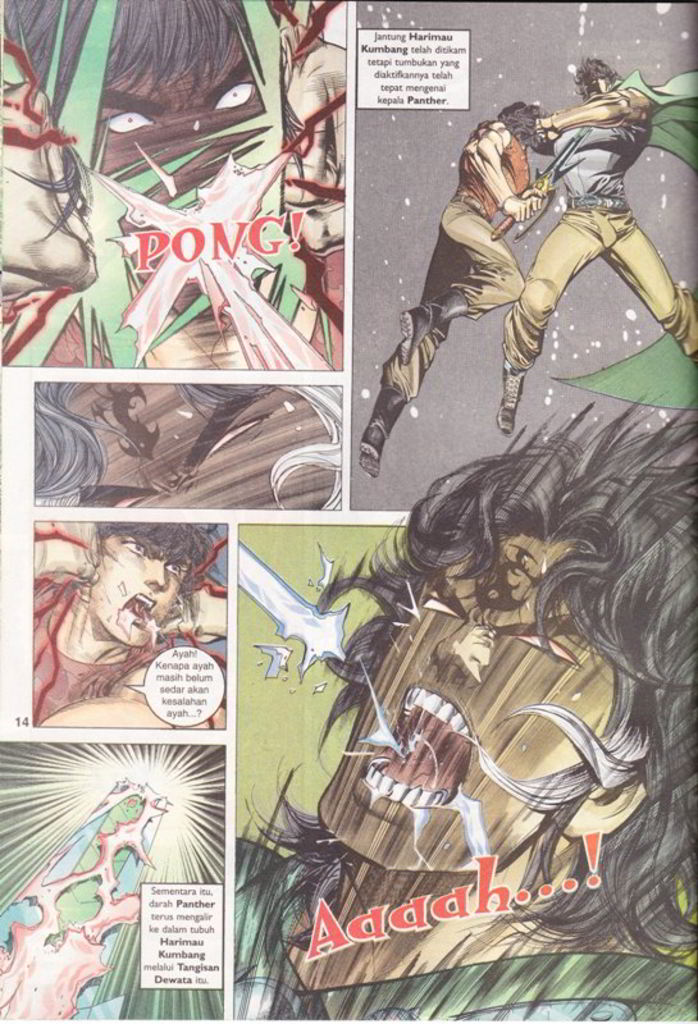 PONG!
Jantung Harimau
Kumbang telah ditikam
tetapi tumbukan yang
diaktifkannya telah
tepat mengenai
kepala Panther.
Ayah!
Kenapa ayah
masih belum
sedar akan
kesalahan
ayah...?
14
Aaaah...!
Sementara itu,
darah Panther
terus mengalir
ke dalam tubuh
Harimau
Kumbang
melalui Tangisan
Dewata itu.